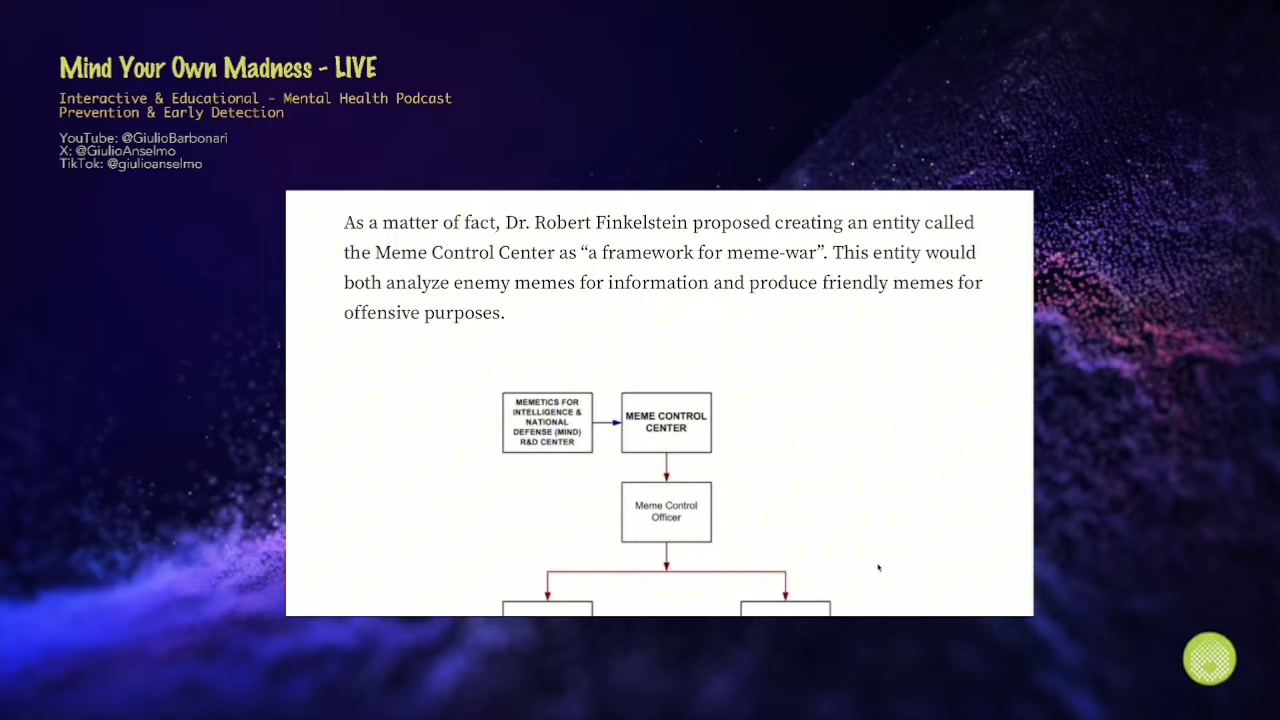 Mind Your Own Madness - LIVE
Interactive & Educational - Mental Health Podcast
Prevention & Early Detection
YouTube: @GiulioBarbonari
X: @GiulioAnselmo
TikTok: @giulioanselmo
As a matter of fact, Dr. Robert Finkelstein proposed creating an entity called
the Meme Control Center as “a framework for meme-war”. This entity would
both analyze enemy memes for information and produce friendly memes for
offensive purposes.
MEMETICS FOR
INTELLIGENCE &
NATIONAL
DEFENSE (MIND)
R&D CENTER
MEME CONTROL
CENTER
Meme Control
Officer